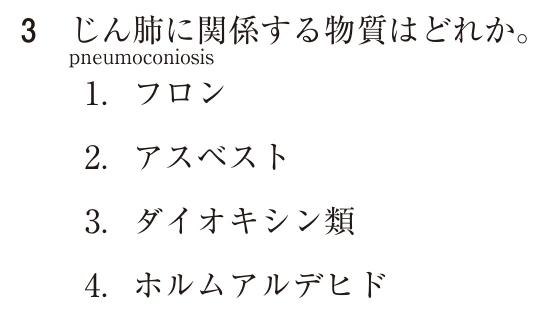 3 じん肺に関係する物質はどれか。
pneumoconiosis
1. フロン
2. アスベスト
3. ダイオキシン類
4. ホルムアルデヒド